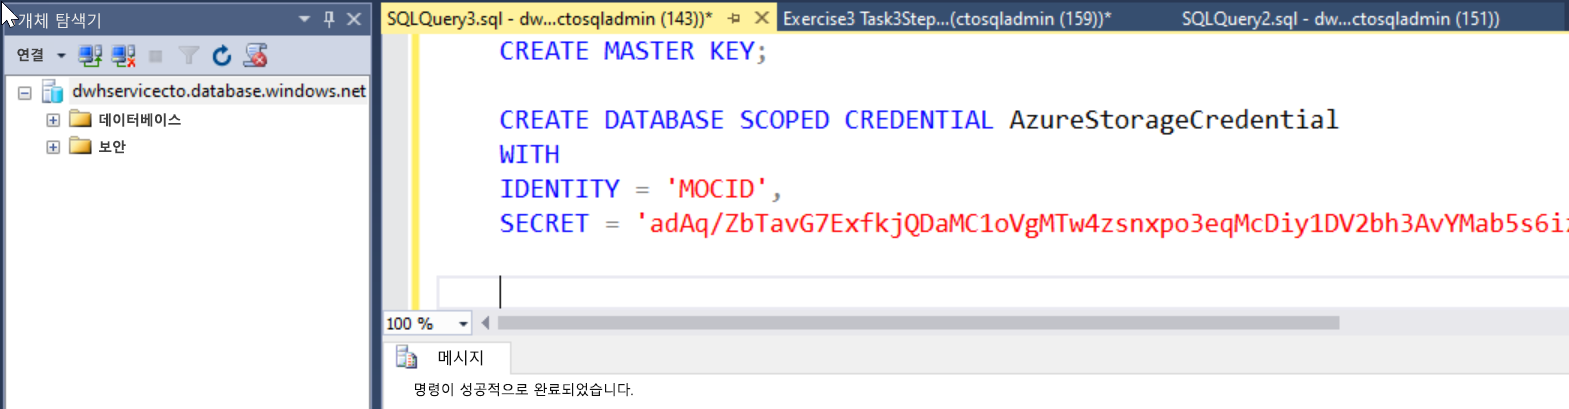 개체 탐색기
연결
dwhservicecto.database.windows.net
데이터베이스
보안
SQLQuery3.sql - dw...ctosqladmin (143))*
Exercise3 Task3Step...(ctosqladmin (159))*
SQLQuery2.sql - dw...ctosqladmin (151))
CREATE MASTER KEY;
CREATE DATABASE SCOPED CREDENTIAL AzureStorageCredential
WITH
IDENTITY = 'MOCID',
SECRET = 'adAq/ZbTavG7ExfkjQDaMC1oVgMTw4zsnxpo3eqMcDiy1DV2bh3AvYMab5s6i
100 %
메시지
명령이 성공적으로 완료되었습니다.